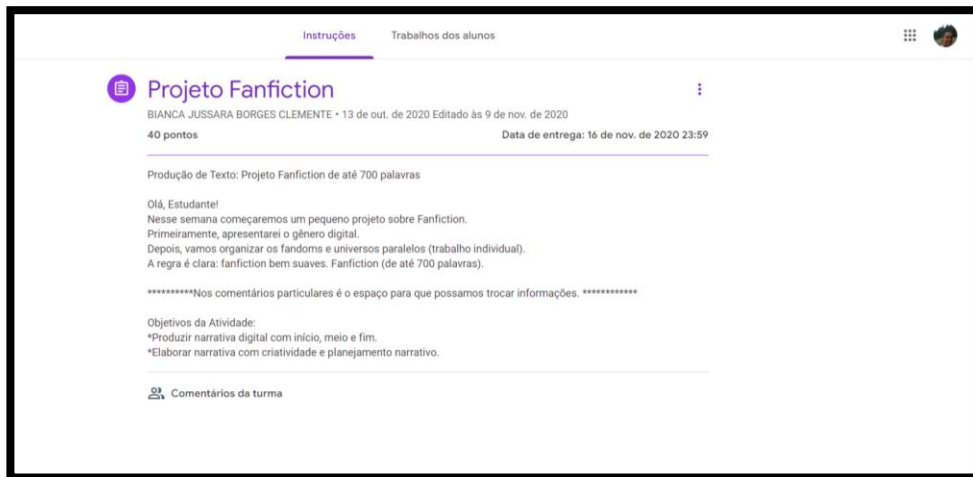 Instruções Trabalhos dos alunos
Projeto Fanfiction
BIANCA JUSSARA BORGES CLEMENTE • 13 de out. de 2020 Editado às 9 de nov. de 2020
40 pontos Data de entrega: 16 de nov. de 2020 23:59
Produção de Texto: Projeto Fanfiction de até 700 palavras
Olá, Estudante!
Nesse semana começaremos um pequeno projeto sobre Fanfiction.
Primeiramente, apresentarei o gênero digital.
Depois, vamos organizar os fandoms e universos paralelos (trabalho individual).
A regra é clara: fanfiction bem suaves. Fanfiction (de até 700 palavras).
**********Nos comentários particulares é o espaço para que possamos trocar informações. ************
Objetivos da Atividade:
*Produzir narrativa digital com início, meio e fim.
*Elaborar narrativa com criatividade e planejamento narrativo.
Comentários da turma